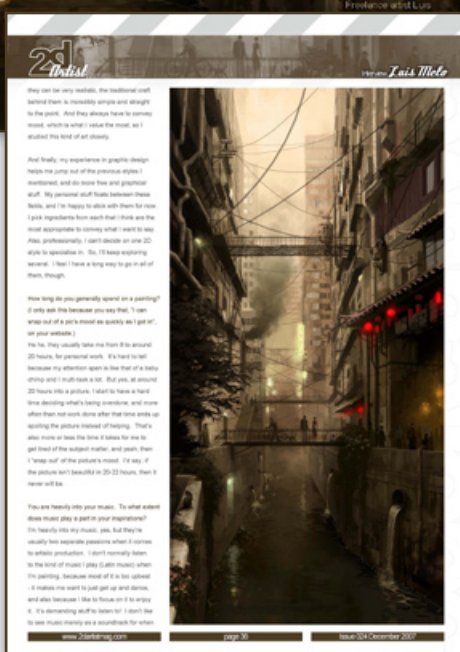 Freelance artist Luis
2d Artist
Interview Luis Melo
they can be very realistic, the traditional craft
behind them is incredibly simple and straight
to the point.  And they always have to convey
mood, which is what I value the most, so I
studied this kind of art closely.
And finally, my experience in graphic design
helps me jump out of the previous styles I
mentioned, and do more free and graphical
stuff.  My personal stuff floats between these
fields, and I'm happy to stick with them for now.
I pick ingredients from each that I think are the
most appropriate to convey what I want to say.
Also, professionally, I can't decide on one 2D
style to specialise in.  So, I'll keep exploring
several.  I feel I have a long way to go in all of
them, though.
How long do you generally spend on a painting?
(I only ask this because you say that, "I can
snap out of a pic's mood as quickly as I got in",
on your website.)
He he, they usually take me from 8 to around
20 hours, for personal work.  It's hard to tell
because my attention span is like that of a baby
chimp and I multi-task a lot.  But yes, at around
20 hours into a picture, I start to have a hard
time deciding what's being overdone, and more
often than not work done after that time ends up
spoiling the picture instead of helping.  That's
also more or less the time it takes for me to
get tired of the subject matter, and yeah, then
I "snap out" of the picture's mood.  I'd say, if
the picture isn't beautiful in 20-22 hours, then it
never will be.
You are heavily into your music.  To what extent
does music play a part in your inspirations?
I'm heavily into my music, yes, but they're
usually two separate passions when it comes
to artistic production.  I don't normally listen
to the kind of music I play (Latin music) when
I'm painting, because most of it is too upbeat
- it makes me want to just get up and dance,
and also because I like to focus on it to enjoy
it.  It's demanding stuff to listen to!  I don't like
to see music merely as a soundtrack for when
www.2dartistmag.com
page 36
issue 024 December 2007